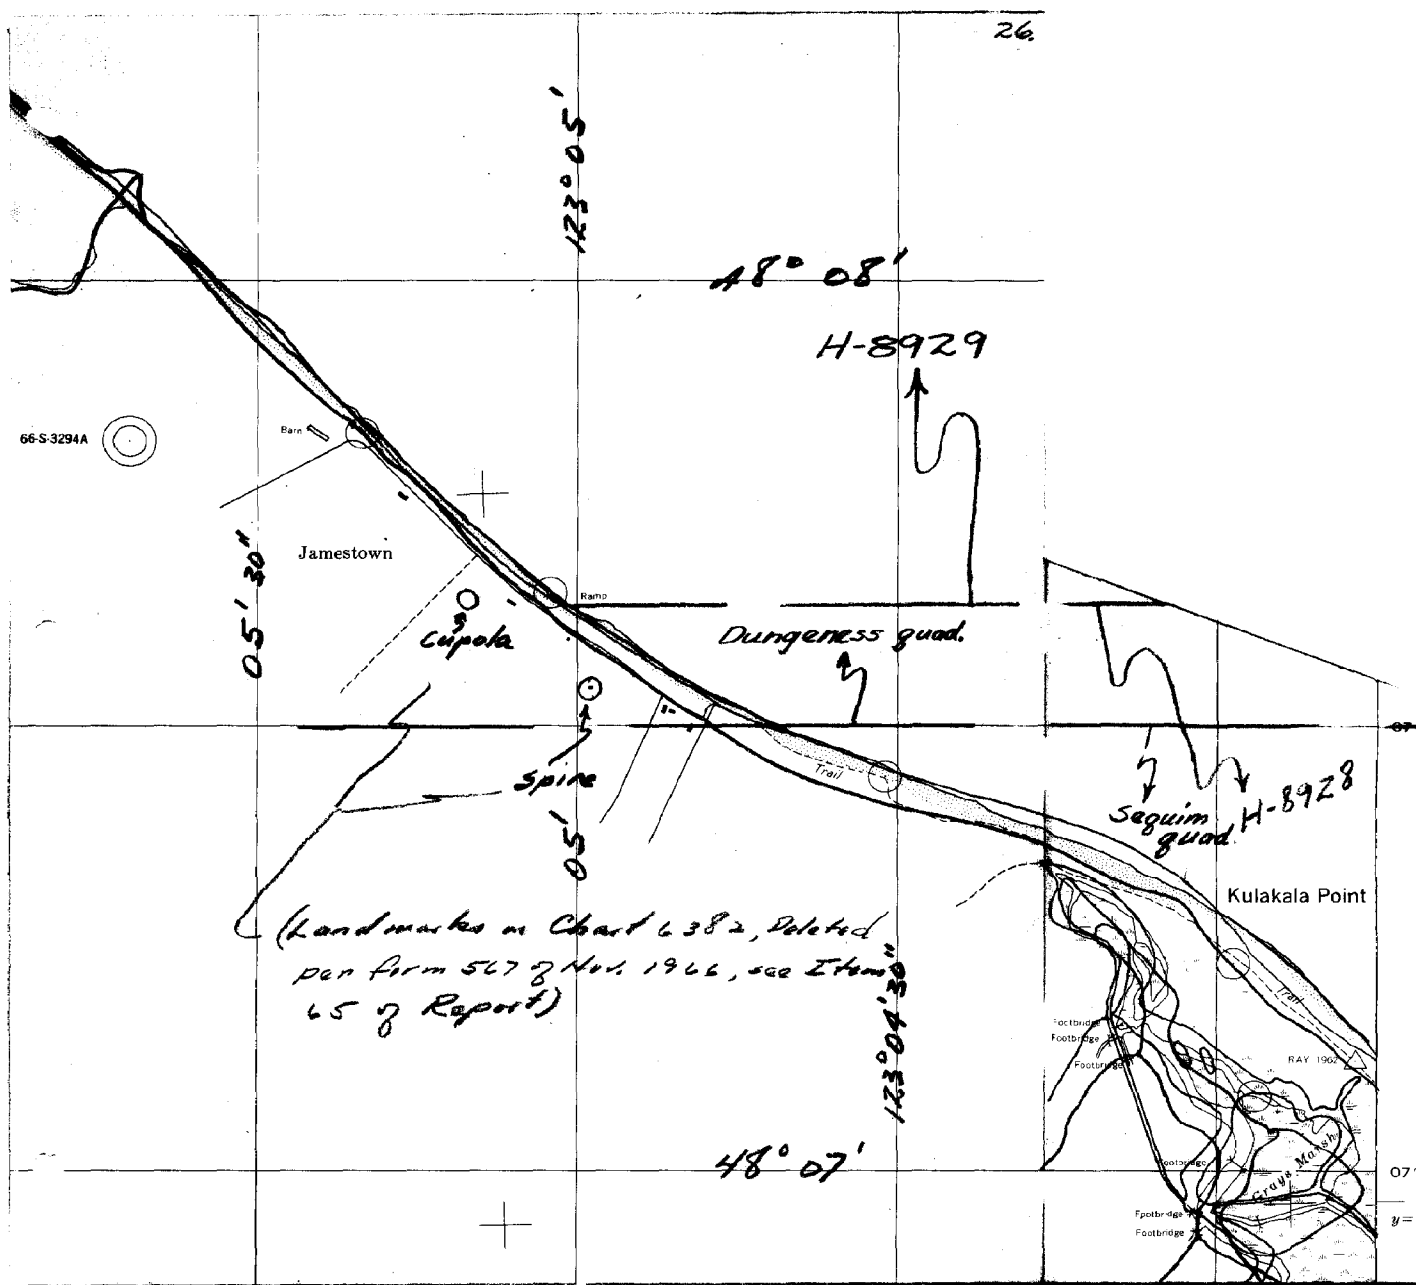 26.
123° 05'
48° 08'
H-8929
66-S-3294A
Barn
Jamestown
05' 30"
Ramp
Cupola
Dungeness quad.
07
Trail
Spire
05'
Sequim
quad.
H-8928
Kulakala Point
(Landmarks on Chart 6382, Deleted
per form 567 of Nov. 1966, see Item
65 of Report)
123° 04' 30"
Trail
Footbridge
Footbridge
Footbridge
RAY 1962
48° 07'
Footbridge
Grays Marsh
07'
Footbridge
Footbridge
y=